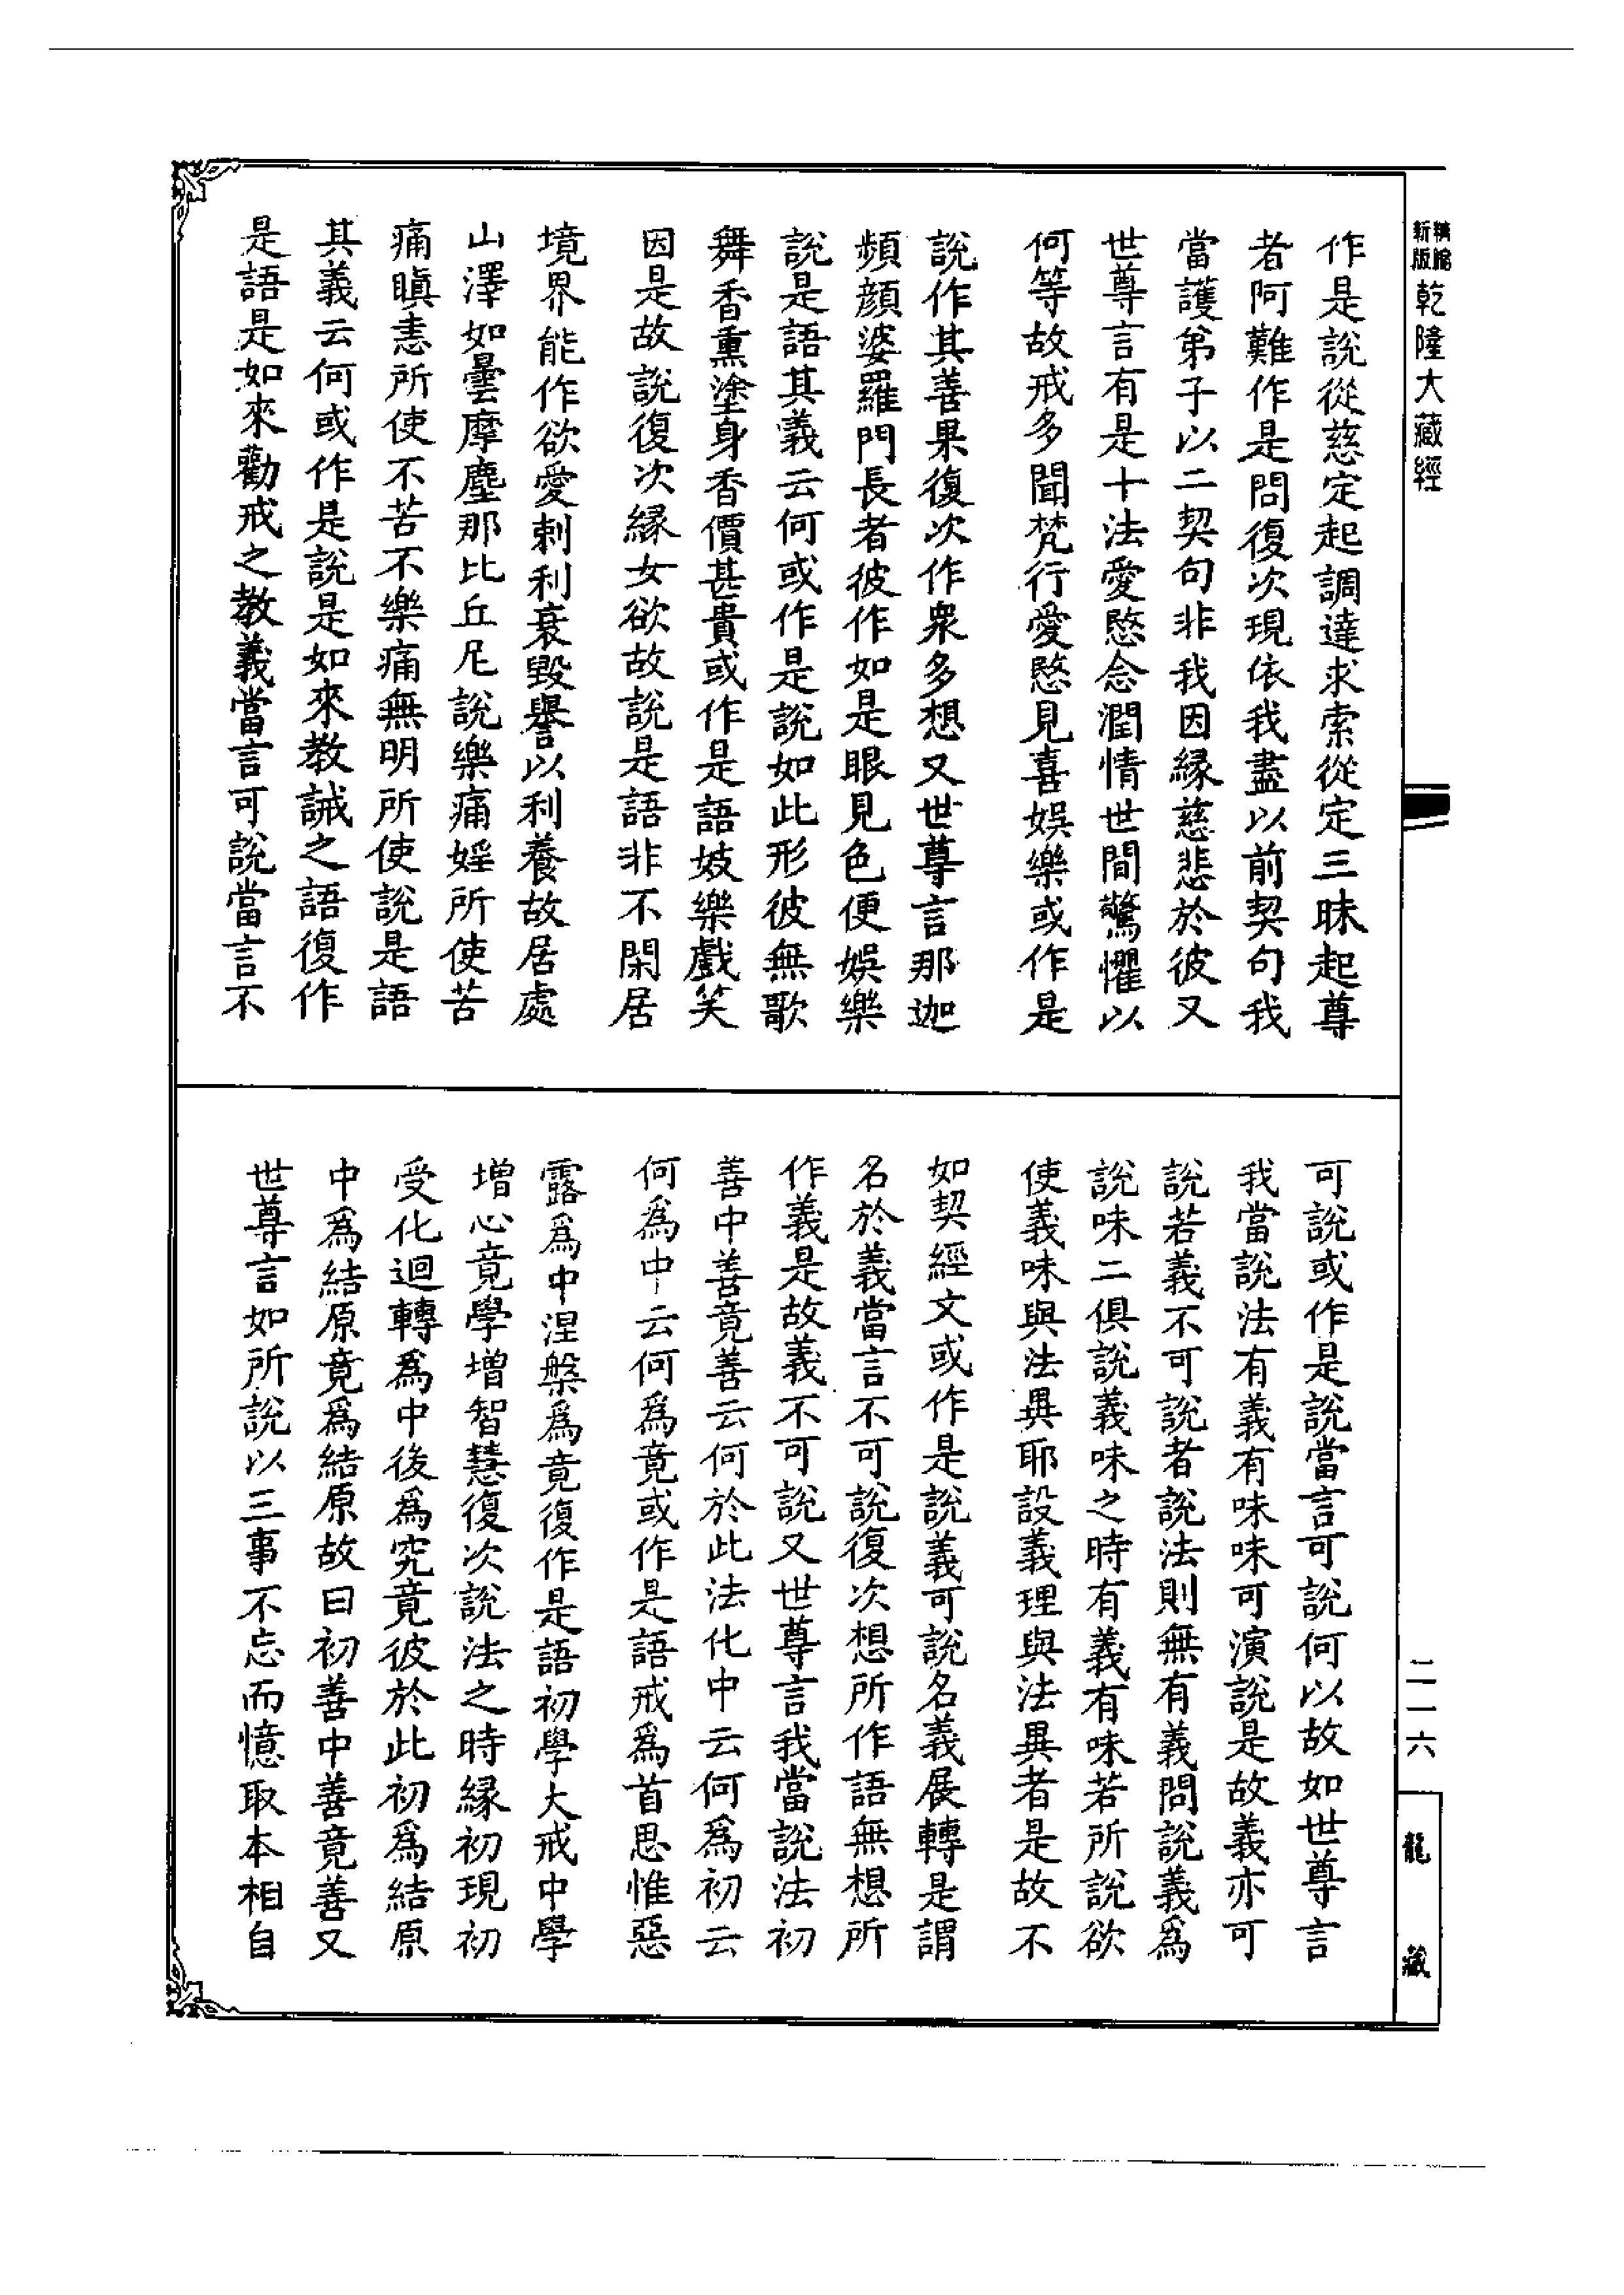 精縮新版乾隆大藏經
作是說從慈定起調達求索從定三昧起尊
者阿難作是問復次現依我盡以前契句我
當護弟子以二契句非我因緣慈悲於彼又
世尊言有是十法愛愍念潤情世間驚懼以
何等故戒多聞梵行愛愍見喜娛樂或作是
說作其善果復次作衆多想又世尊言那迦
頻顏婆羅門長者彼作如是眼見色便娛樂
說是語其義云何或作是說如此形彼無歌
舞香熏塗身香價甚貴或作是語妓樂戲笑
因是故說復次緣女欲故說是語非不閑居
境界能作欲愛刺利衰毀譽以利養故居處
山澤如曇摩塵那比丘尼說樂痛婬所使苦
痛瞋恚所使不苦不樂痛無明所使說是語
其義云何或作是說是如來教誡之語復作
是語是如來勸戒之教義當言可說當言不
可說或作是說當言可說何以故如世尊言
我當說法有義有味味可演說是故義亦可
說若義不可說者說法則無有義問說義爲
說味二俱說義味之時有義有味若所說欲
使義味與法異耶設義理與法異者是故不
如契經文或作是說義可說名義展轉是謂
名於義當言不可說復次想所作語無想所
作義是故義不可說又世尊言我當說法初
善中善竟善云何於此法化中云何爲初云
何爲中云何爲竟或作是語戒爲首思惟惡
露爲中涅槃爲竟復作是語初學大戒中學
增心竟學增智慧復次說法之時緣初現初
受化迴轉爲中後爲究竟彼於此初爲結原
中爲結原竟爲結原故曰初善中善竟善又
世尊言如所說以三事不忘而憶取本相自
二一六
龍藏